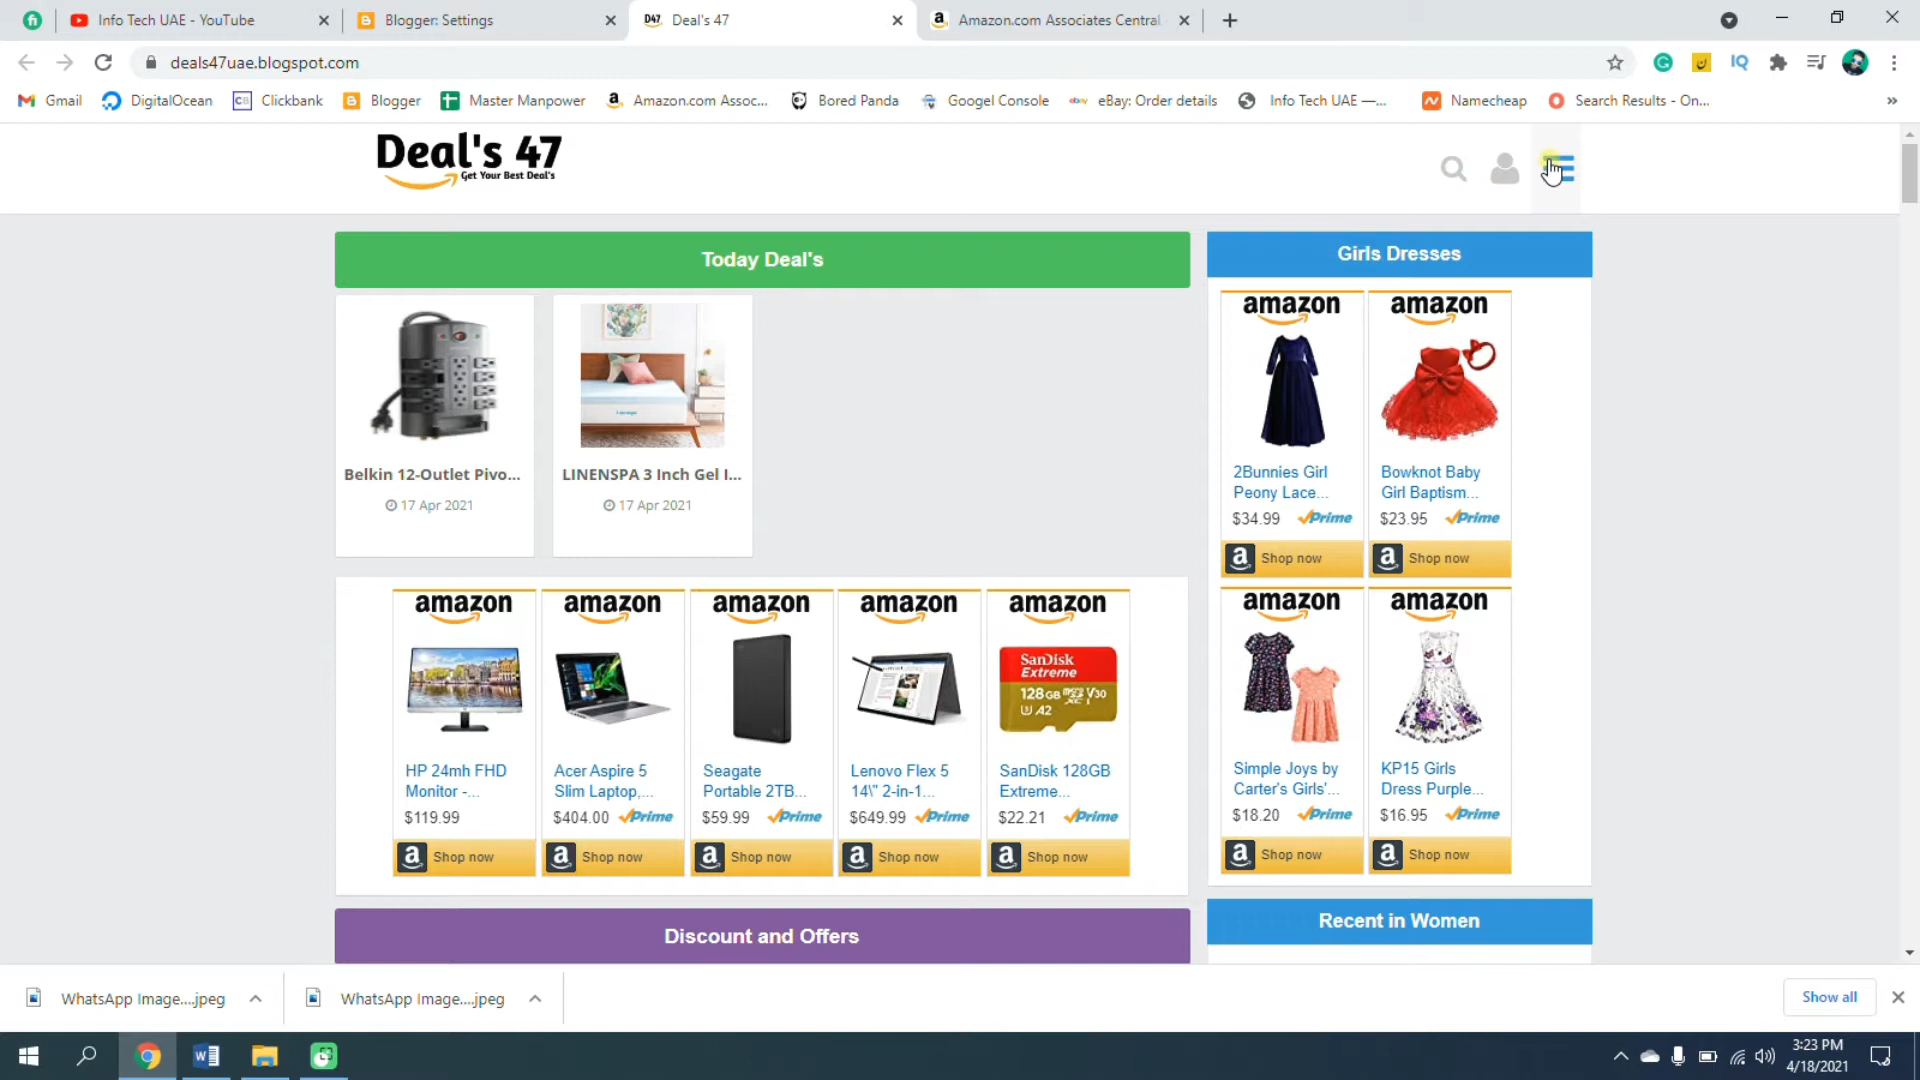 Info Tech UAE - YouTube
Blogger: Settings
D47 Deal's 47
Amazon.com Associates Central
deals47uae.blogspot.com
Gmail
DigitalOcean
CB Clickbank
Blogger
Master Manpower
Amazon.com Assoc...
Bored Panda
Googel Console
ebay eBay: Order details
Info Tech UAE —...
Namecheap
Search Results - On...
»
Deal's 47
Get Your Best Deal's
Today Deal's
Belkin 12-Outlet Pivo...
17 Apr 2021
LINENSPA 3 Inch Gel I...
17 Apr 2021
amazon
HP 24mh FHD
Monitor -...
$119.99
Shop now
amazon
Acer Aspire 5
Slim Laptop,...
$404.00 Prime
Shop now
amazon
Seagate
Portable 2TB...
$59.99 Prime
Shop now
amazon
Lenovo Flex 5
14\" 2-in-1...
$649.99 Prime
Shop now
amazon
SanDisk
Extreme
128GB micro SD XC I V30
U3 A2
SanDisk 128GB
Extreme...
$22.21 Prime
Shop now
Discount and Offers
Girls Dresses
amazon
2Bunnies Girl
Peony Lace...
$34.99 Prime
Shop now
amazon
Bowknot Baby
Girl Baptism...
$23.95 Prime
Shop now
amazon
Simple Joys by
Carter's Girls'...
$18.20 Prime
Shop now
amazon
KP15 Girls
Dress Purple...
$16.95 Prime
Shop now
Recent in Women
WhatsApp Image....jpeg
WhatsApp Image....jpeg
Show all
3:23 PM
4/18/2021